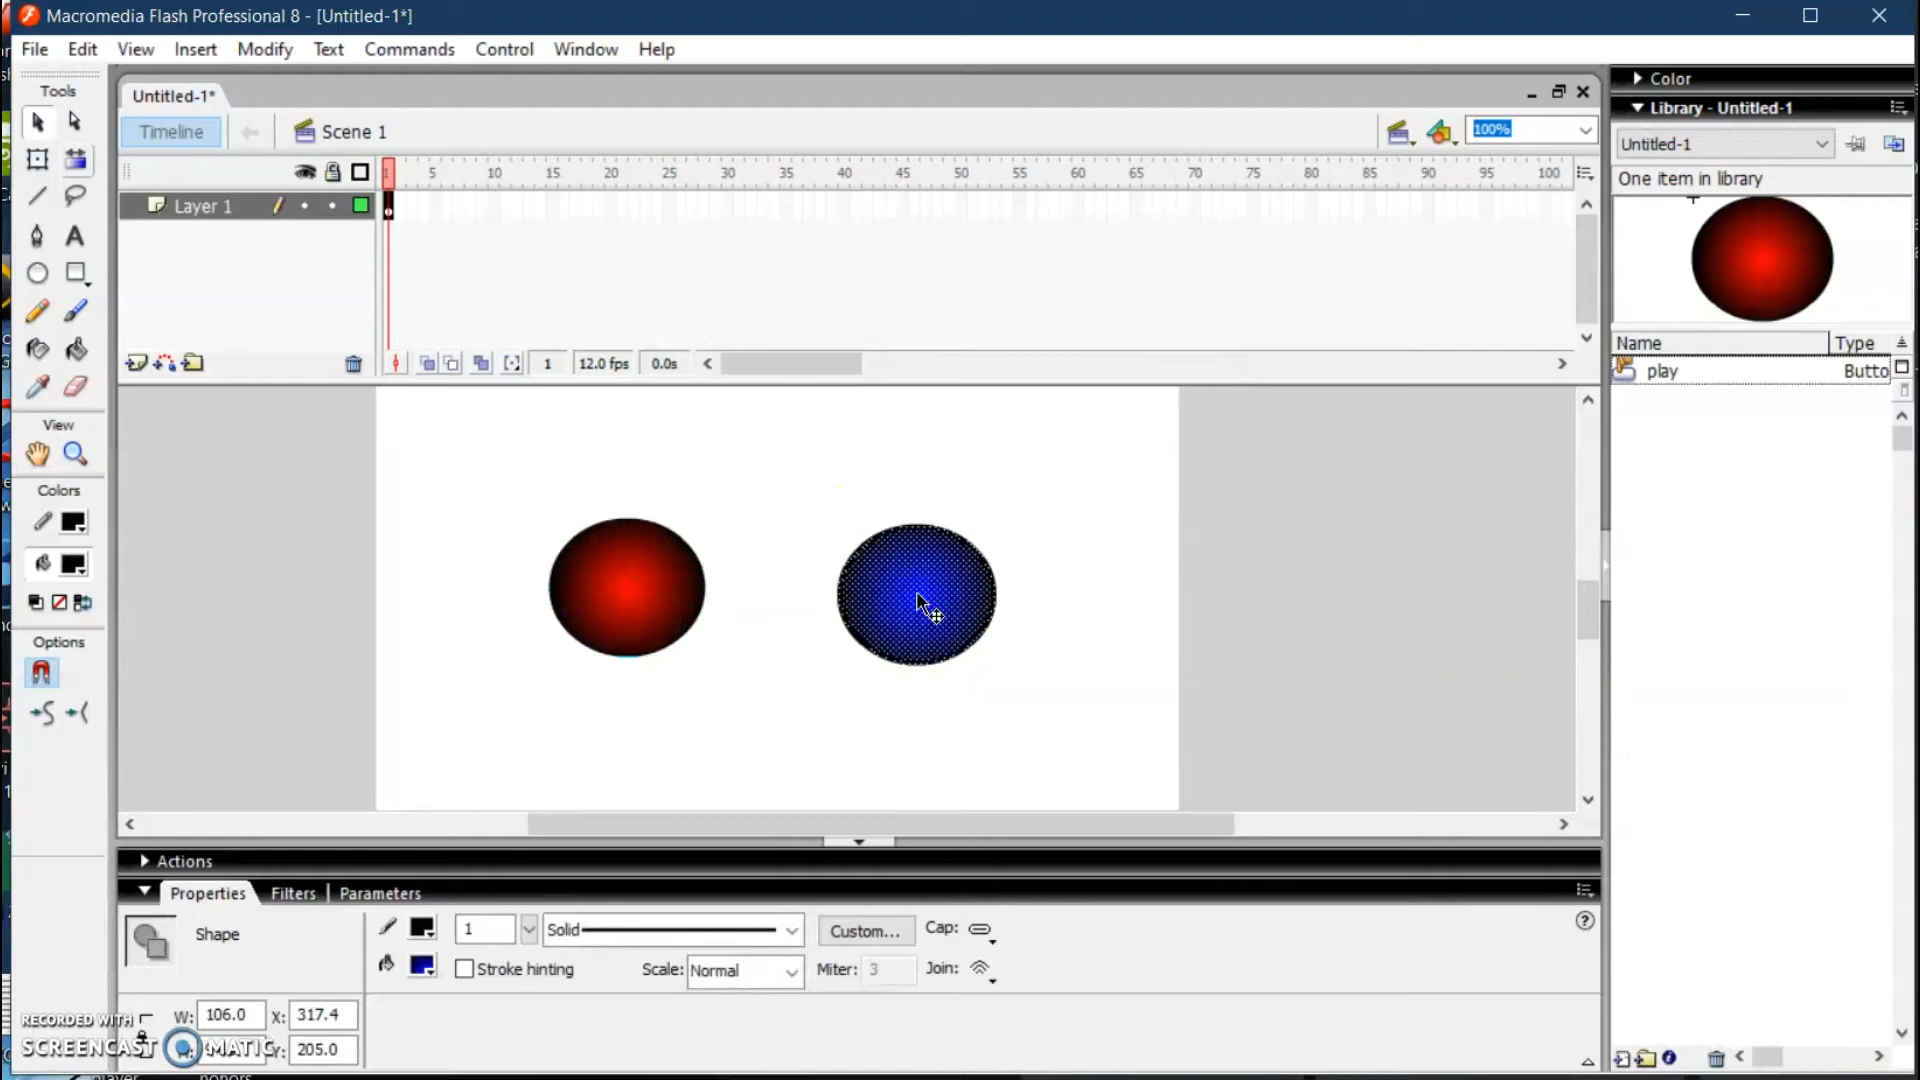 Macromedia Flash Professional 8 - [Untitled-1*]
File Edit View Insert Modify Text Commands Control Window Help
Tools
Untitled-1*
Timeline
Scene 1
100%
1 5 10 15 20 25 30 35 40 45 50 55 60 65 70 75 80 85 90 95 100
Layer 1
1 12.0 fps 0.0s
View
Colors
Options
Color
Library - Untitled-1
Untitled-1
One item in library
Name Type
play Butto
Actions
Properties Filters Parameters
Shape
1 Solid Custom... Cap:
Stroke hinting Scale: Normal Miter: 3 Join:
W: 106.0 X: 317.4
Y: 205.0
RECORDED WITH
SCREENCAST MATIC
honors